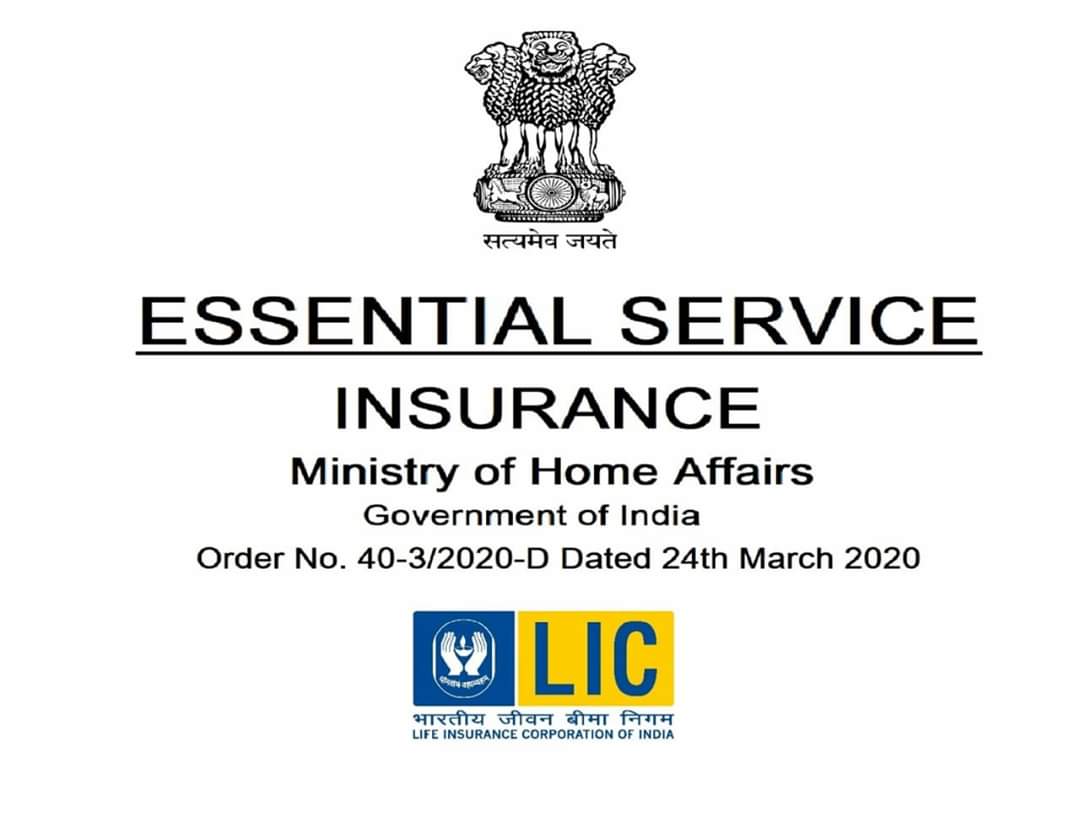 सत्यमेव जयते
ESSENTIAL SERVICE
INSURANCE
Ministry of Home Affairs
Government of India
Order No. 40-3/2020-D Dated 24th March 2020
LIC
भारतीय जीवन बीमा निगम
LIFE INSURANCE CORPORATION OF INDIA